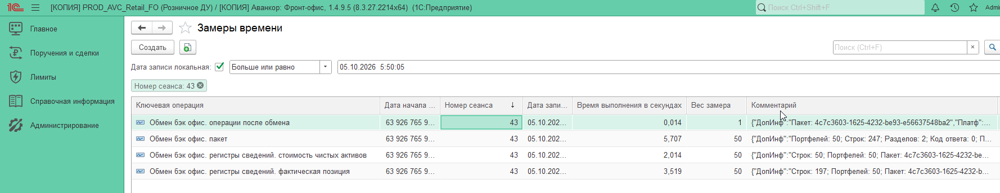 1С [КОПИЯ] PROD_AVC_Retail_FO (Розничное ДУ) / [КОПИЯ] Аванкор: Фронт-офис, 1.4.9.5 (8.3.27.2214x64) (1С:Предприятие) Поиск Ctrl+Shift+F Admi
Главное
Поручения и сделки
Лимиты
Справочная информация
Администрирование
Замеры времени
Создать Поиск (Ctrl+F) ×
Дата записи локальная: Больше или равно 05.10.2026 5:50:05
Номер сеанса: 43
Ключевая операция Дата начала ... Номер сеанса ↓ Дата запи... Время выполнения в секундах Вес замера Комментарий
Обмен бэк офис. операции после обмена 63 926 765 9... 43 05.10.202... 0,014 1 {"ДопИнф":"Пакет: 4c7c3603-1625-4232-be93-e56637548ba2","Платф":...
Обмен бэк офис. пакет 63 926 765 9... 43 05.10.202... 5,707 50 {"ДопИнф":"Портфелей: 50; Строк: 247; Разделов: 2; Код ответа: 0; П...
Обмен бэк офис. регистры сведений. стоимость чистых активов 63 926 765 9... 43 05.10.202... 2,014 50 {"ДопИнф":"Строк: 50; Портфелей: 50; Пакет: 4c7c3603-1625-4232-be...
Обмен бэк офис. регистры сведений. фактическая позиция 63 926 765 9... 43 05.10.202... 3,519 50 {"ДопИнф":"Строк: 197; Портфелей: 50; Пакет: 4c7c3603-1625-4232-b...